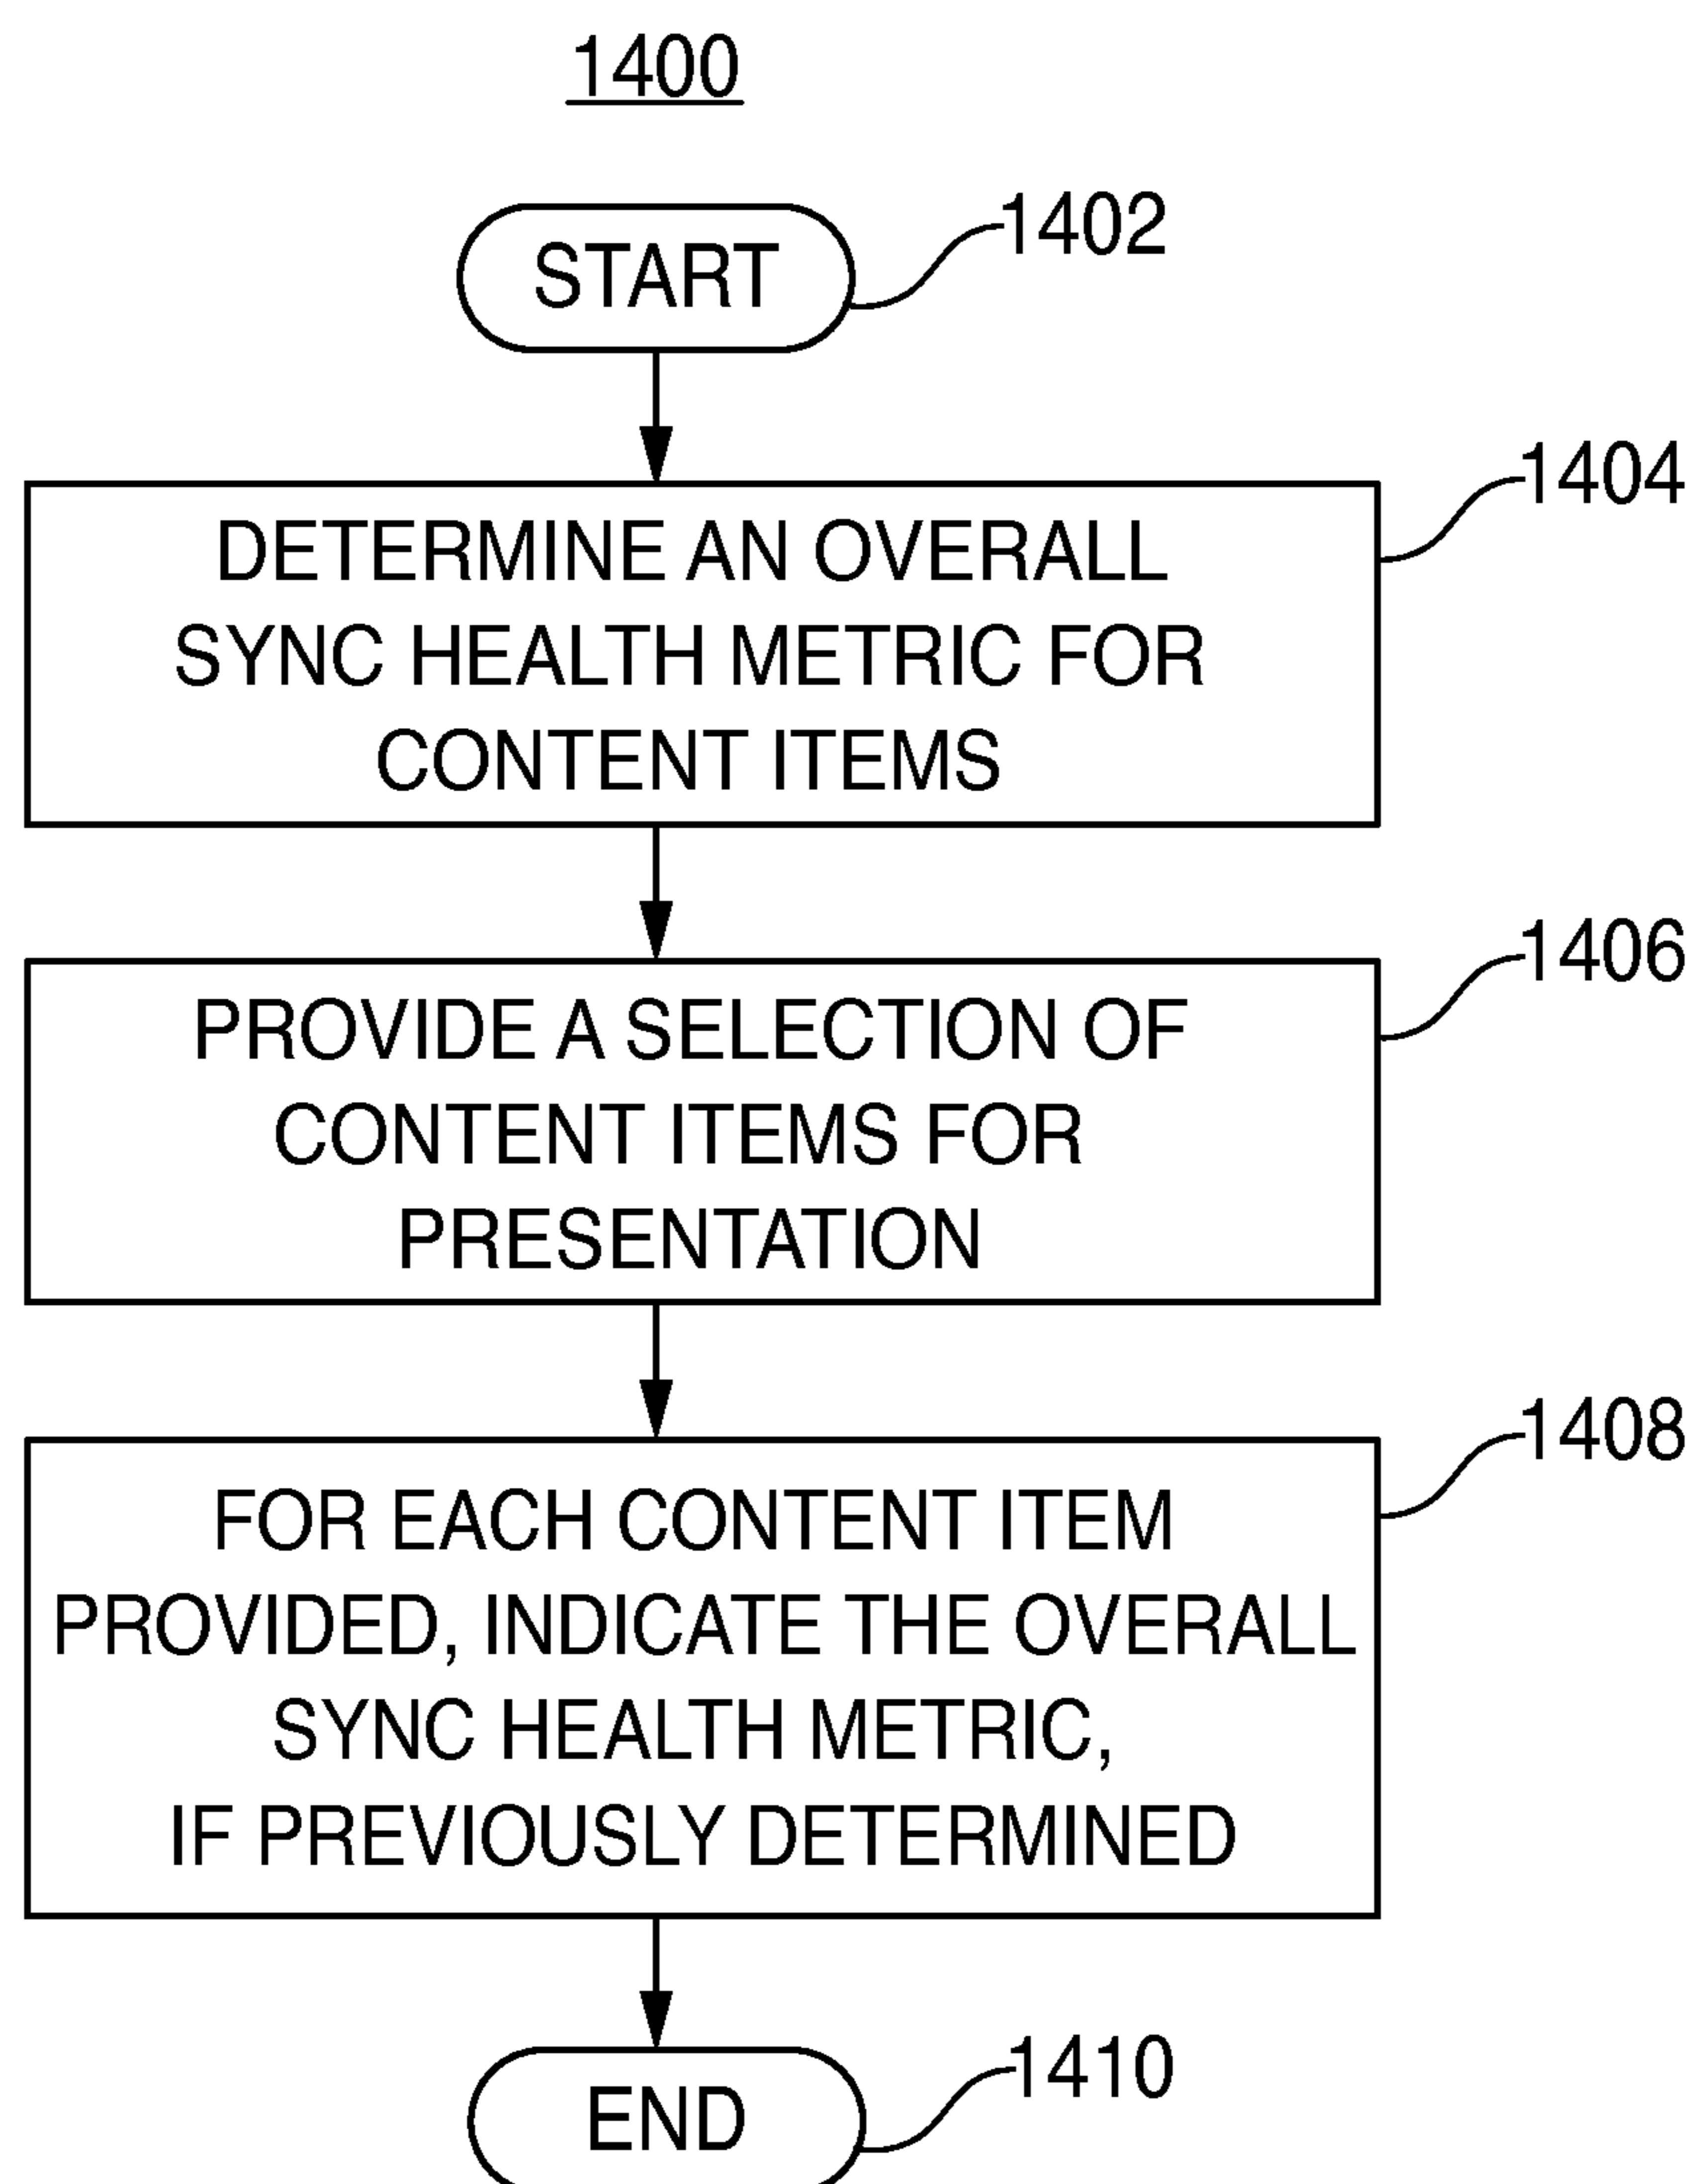 1400
START
1402
DETERMINE AN OVERALL
SYNC HEALTH METRIC FOR
CONTENT ITEMS
1404
PROVIDE A SELECTION OF
CONTENT ITEMS FOR
PRESENTATION
1406
FOR EACH CONTENT ITEM
PROVIDED, INDICATE THE OVERALL
SYNC HEALTH METRIC,
IF PREVIOUSLY DETERMINED
1408
END
1410